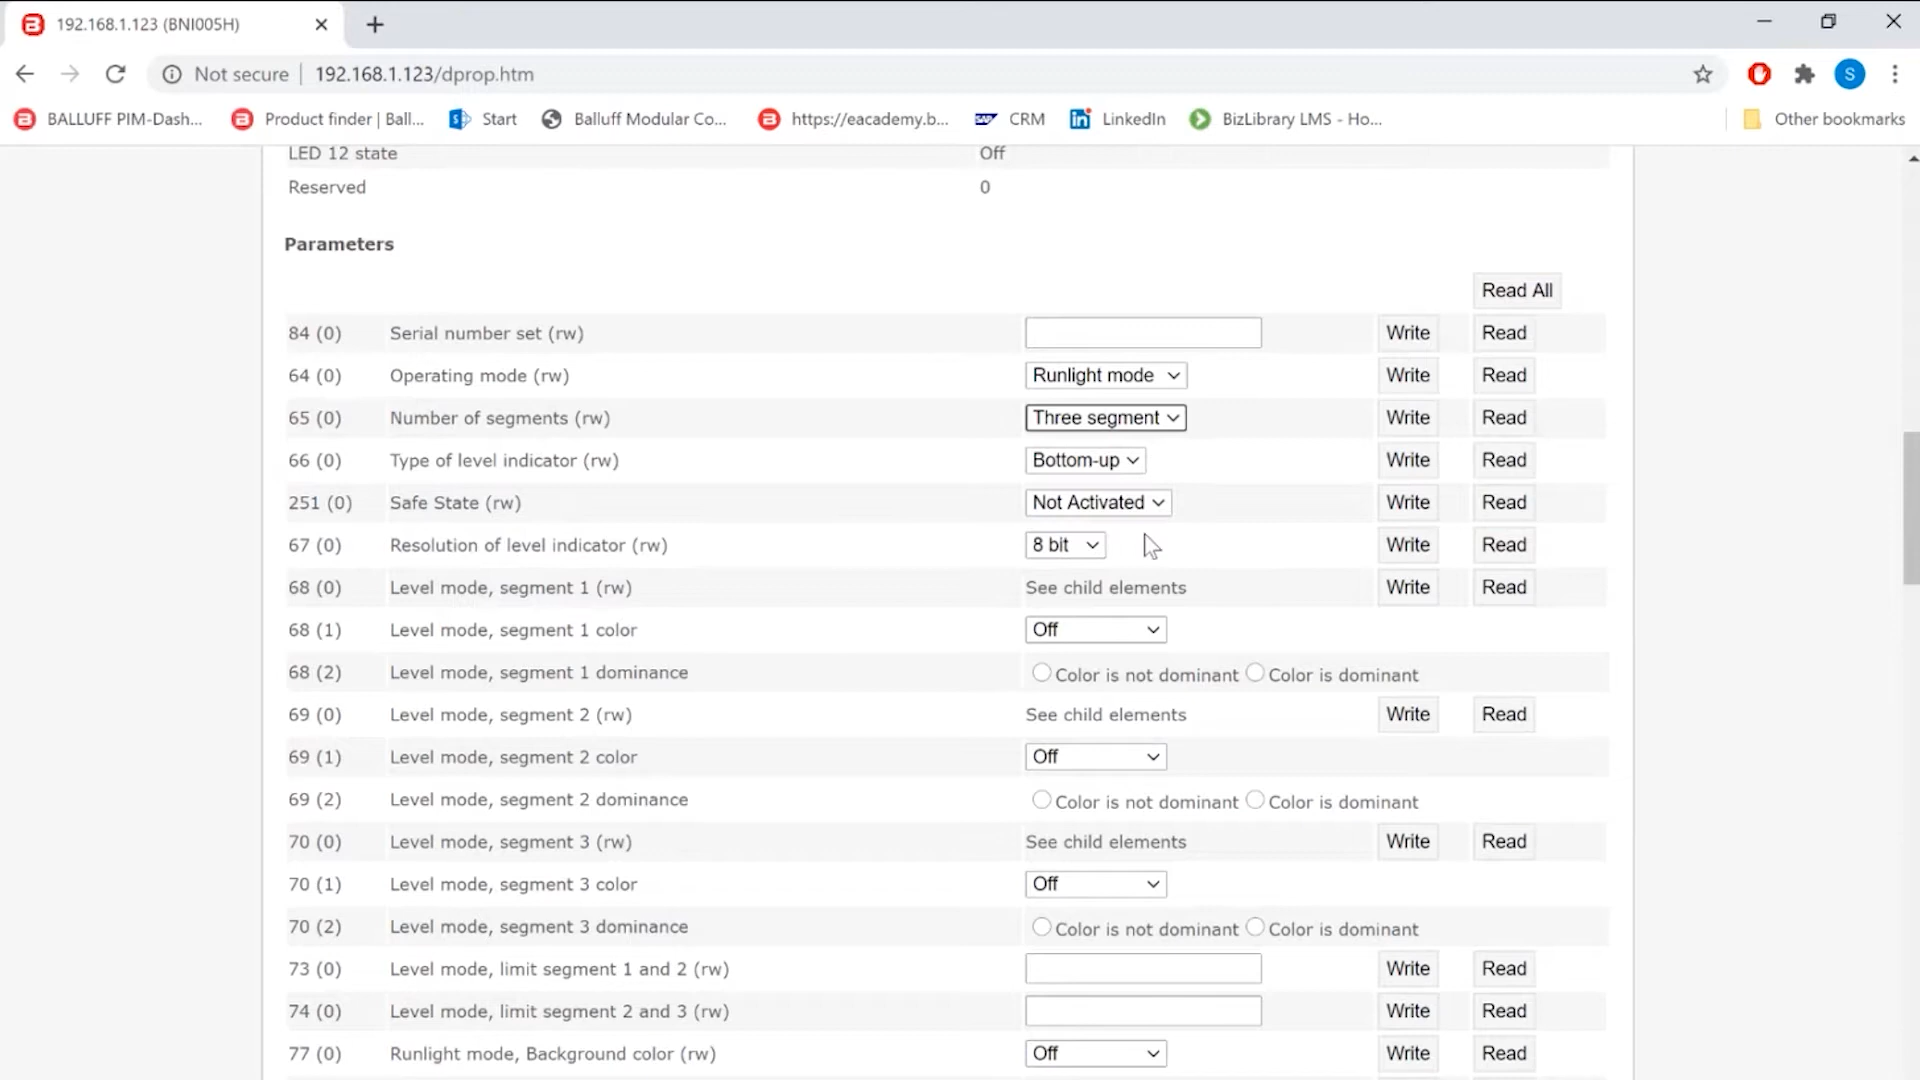 192.168.1.123 (BNI005H)
Not secure 192.168.1.123/dprop.htm
S
BALLUFF PIM-Dash... Product finder | Ball... Start Balluff Modular Co... https://eacademy.b... CRM LinkedIn BizLibrary LMS - Ho... Other bookmarks
LED 12 state Off
Reserved 0
Parameters
Read All
84 (0) Serial number set (rw) Write Read
64 (0) Operating mode (rw) Runlight mode Write Read
65 (0) Number of segments (rw) Three segment Write Read
66 (0) Type of level indicator (rw) Bottom-up Write Read
251 (0) Safe State (rw) Not Activated Write Read
67 (0) Resolution of level indicator (rw) 8 bit Write Read
68 (0) Level mode, segment 1 (rw) See child elements Write Read
68 (1) Level mode, segment 1 color Off
68 (2) Level mode, segment 1 dominance Color is not dominant Color is dominant
69 (0) Level mode, segment 2 (rw) See child elements Write Read
69 (1) Level mode, segment 2 color Off
69 (2) Level mode, segment 2 dominance Color is not dominant Color is dominant
70 (0) Level mode, segment 3 (rw) See child elements Write Read
70 (1) Level mode, segment 3 color Off
70 (2) Level mode, segment 3 dominance Color is not dominant Color is dominant
73 (0) Level mode, limit segment 1 and 2 (rw) Write Read
74 (0) Level mode, limit segment 2 and 3 (rw) Write Read
77 (0) Runlight mode, Background color (rw) Off Write Read